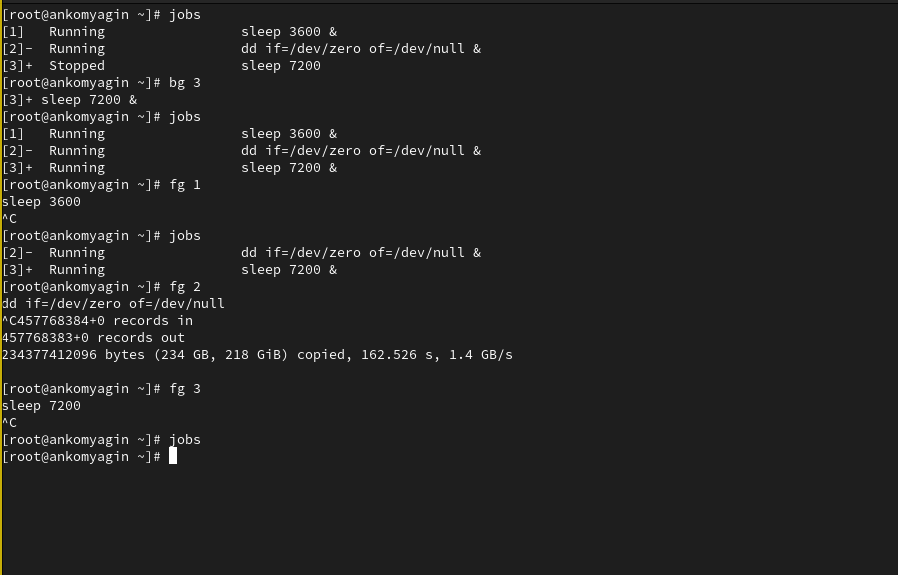 [root@ankomyagin ~]# jobs
[1]   Running                 sleep 3600 &
[2]-  Running                 dd if=/dev/zero of=/dev/null &
[3]+  Stopped                 sleep 7200
[root@ankomyagin ~]# bg 3
[3]+ sleep 7200 &
[root@ankomyagin ~]# jobs
[1]   Running                 sleep 3600 &
[2]-  Running                 dd if=/dev/zero of=/dev/null &
[3]+  Running                 sleep 7200 &
[root@ankomyagin ~]# fg 1
sleep 3600
^C
[root@ankomyagin ~]# jobs
[2]-  Running                 dd if=/dev/zero of=/dev/null &
[3]+  Running                 sleep 7200 &
[root@ankomyagin ~]# fg 2
dd if=/dev/zero of=/dev/null
^C457768384+0 records in
457768383+0 records out
234377412096 bytes (234 GB, 218 GiB) copied, 162.526 s, 1.4 GB/s
[root@ankomyagin ~]# fg 3
sleep 7200
^C
[root@ankomyagin ~]# jobs
[root@ankomyagin ~]#